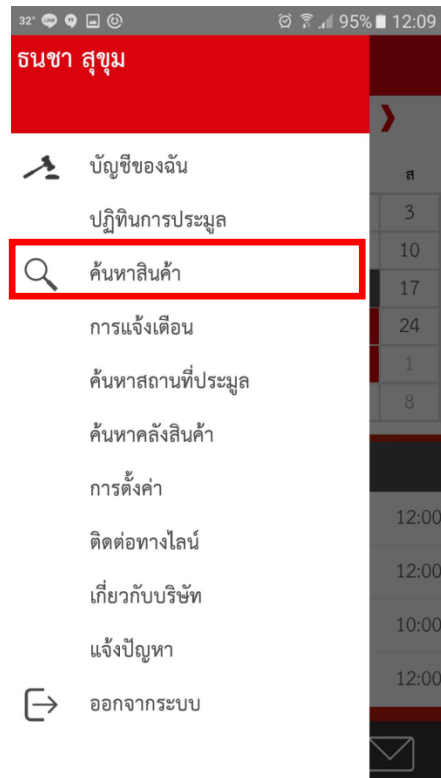 32° 95% 12:09
ธนชา สุขุม
บัญชีของฉัน
ส
ปฏิทินการประมูล
3
10
ค้นหาสินค้า
17
การแจ้งเตือน
24
ค้นหาสถานที่ประมูล
1
8
ค้นหาคลังสินค้า
การตั้งค่า
12:00
ติดต่อทางไลน์
12:00
เกี่ยวกับบริษัท
10:00
แจ้งปัญหา
12:00
ออกจากระบบ